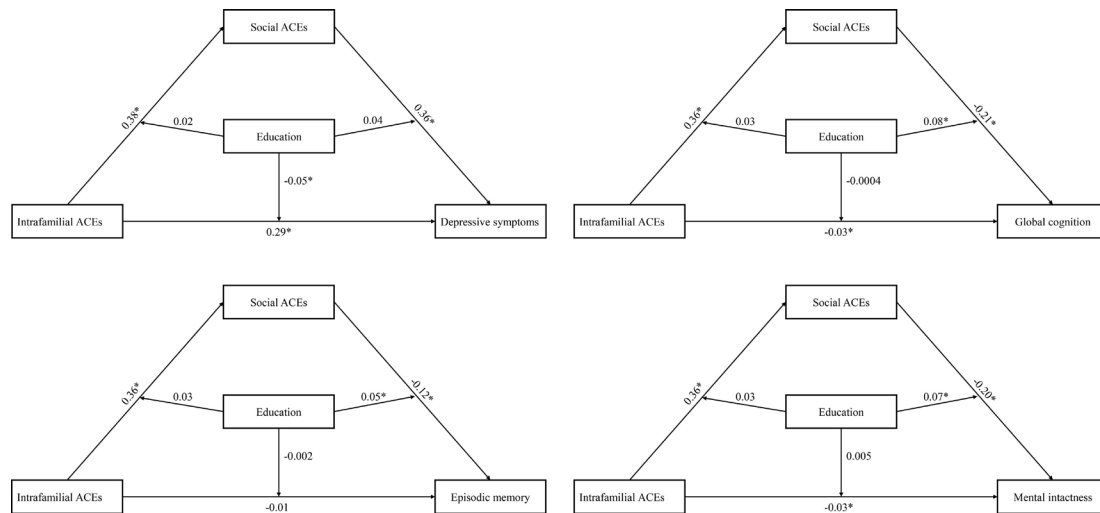 Social ACEs
0.38*
0.36*
0.02
Education
0.04
-0.05*
Intrafamilial ACEs
Depressive symptoms
0.29*
Social ACEs
0.36*
-0.21*
0.03
Education
0.08*
-0.0004
Intrafamilial ACEs
Global cognition
-0.03*
Social ACEs
0.36*
-0.12*
0.03
Education
0.05*
-0.002
Intrafamilial ACEs
Episodic memory
-0.01
Social ACEs
0.36*
-0.20*
0.03
Education
0.07*
0.005
Intrafamilial ACEs
Mental intactness
-0.03*